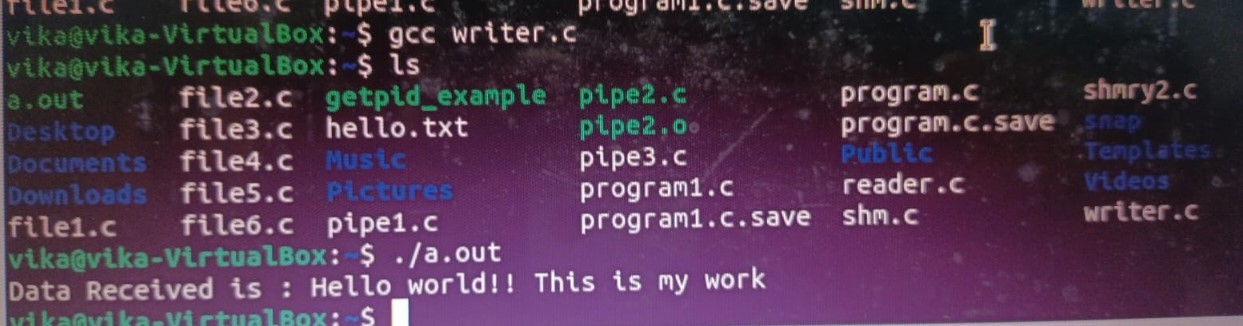 file1.c file6.c pipe1.c program1.c.save shm.c writer.c
vika@vika-VirtualBox:~$ gcc writer.c
vika@vika-VirtualBox:~$ ls
a.out file2.c getpid_example pipe2.c program.c shmry2.c
Desktop file3.c hello.txt pipe2.o program.c.save snap
Documents file4.c Music pipe3.c Public Templates
Downloads file5.c Pictures program1.c reader.c Videos
file1.c file6.c pipe1.c program1.c.save shm.c writer.c
vika@vika-VirtualBox:~$ ./a.out
Data Received is : Hello world!! This is my work
vika@vika-VirtualBox:~$